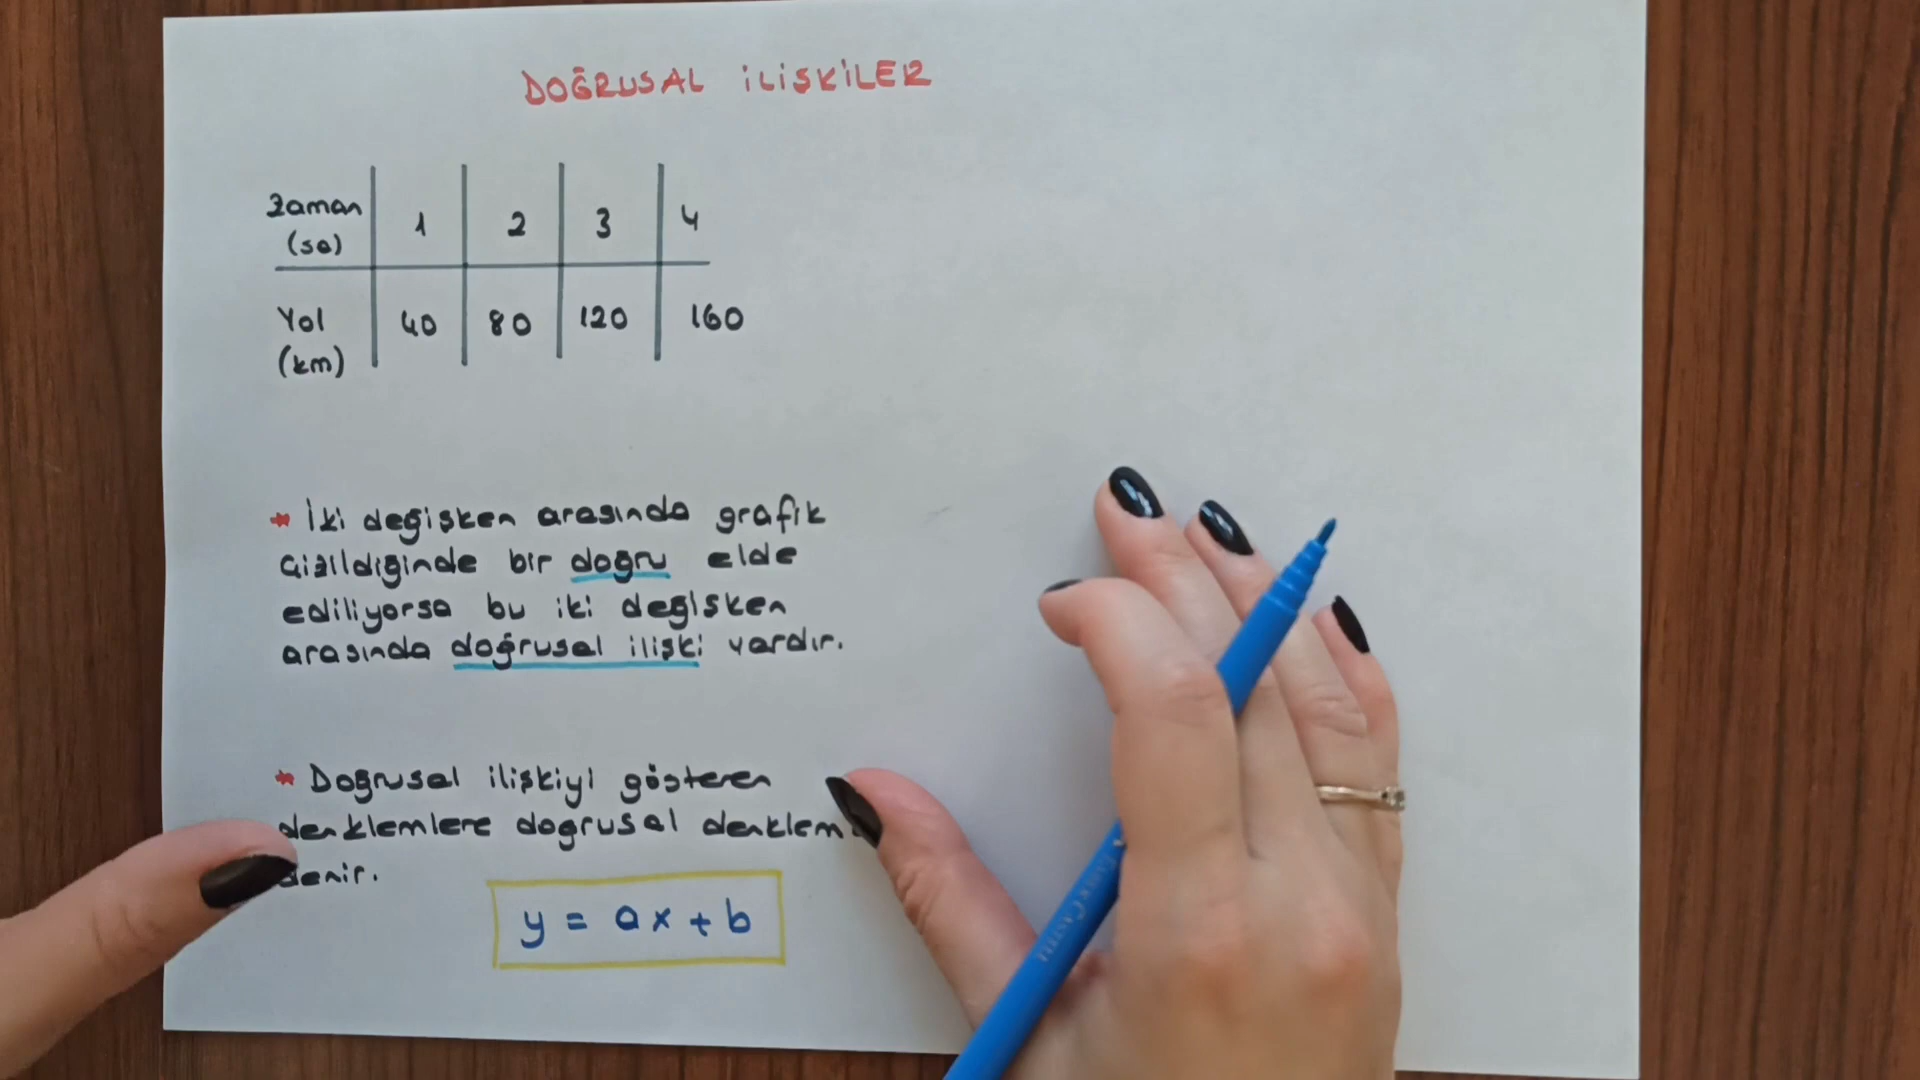 DOĞRUSAL İLİŞKİLER
Zaman (sa) 1 2 3 4
Yol (km) 40 80 120 160
* İki değişken arasında grafik
çizildiğinde bir doğru elde
ediliyorsa bu iki değişken
arasında doğrusal ilişki vardır.
* Doğrusal ilişkiyi gösteren
denklemlere doğrusal denklem
denir.
y = ax + b